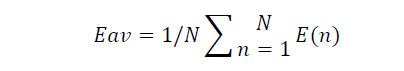 Eav = 1/N ∑ N n = 1 E(n)